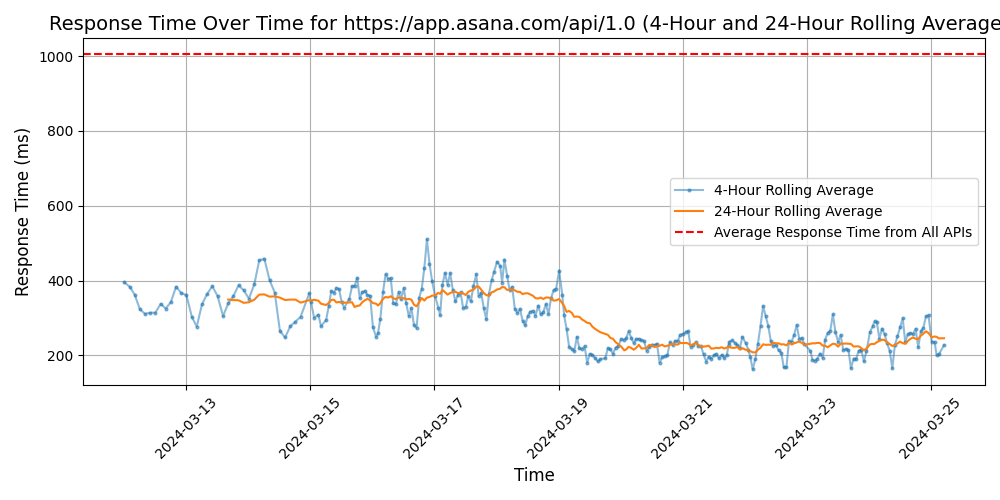 Response Time Over Time for https://app.asana.com/api/1.0 (4-Hour and 24-Hour Rolling Average
Response Time (ms)
1000
800
600
400
200
4-Hour Rolling Average
24-Hour Rolling Average
Average Response Time from All APIs
2024-03-13
2024-03-15
2024-03-17
2024-03-19
2024-03-21
2024-03-23
2024-03-25
Time